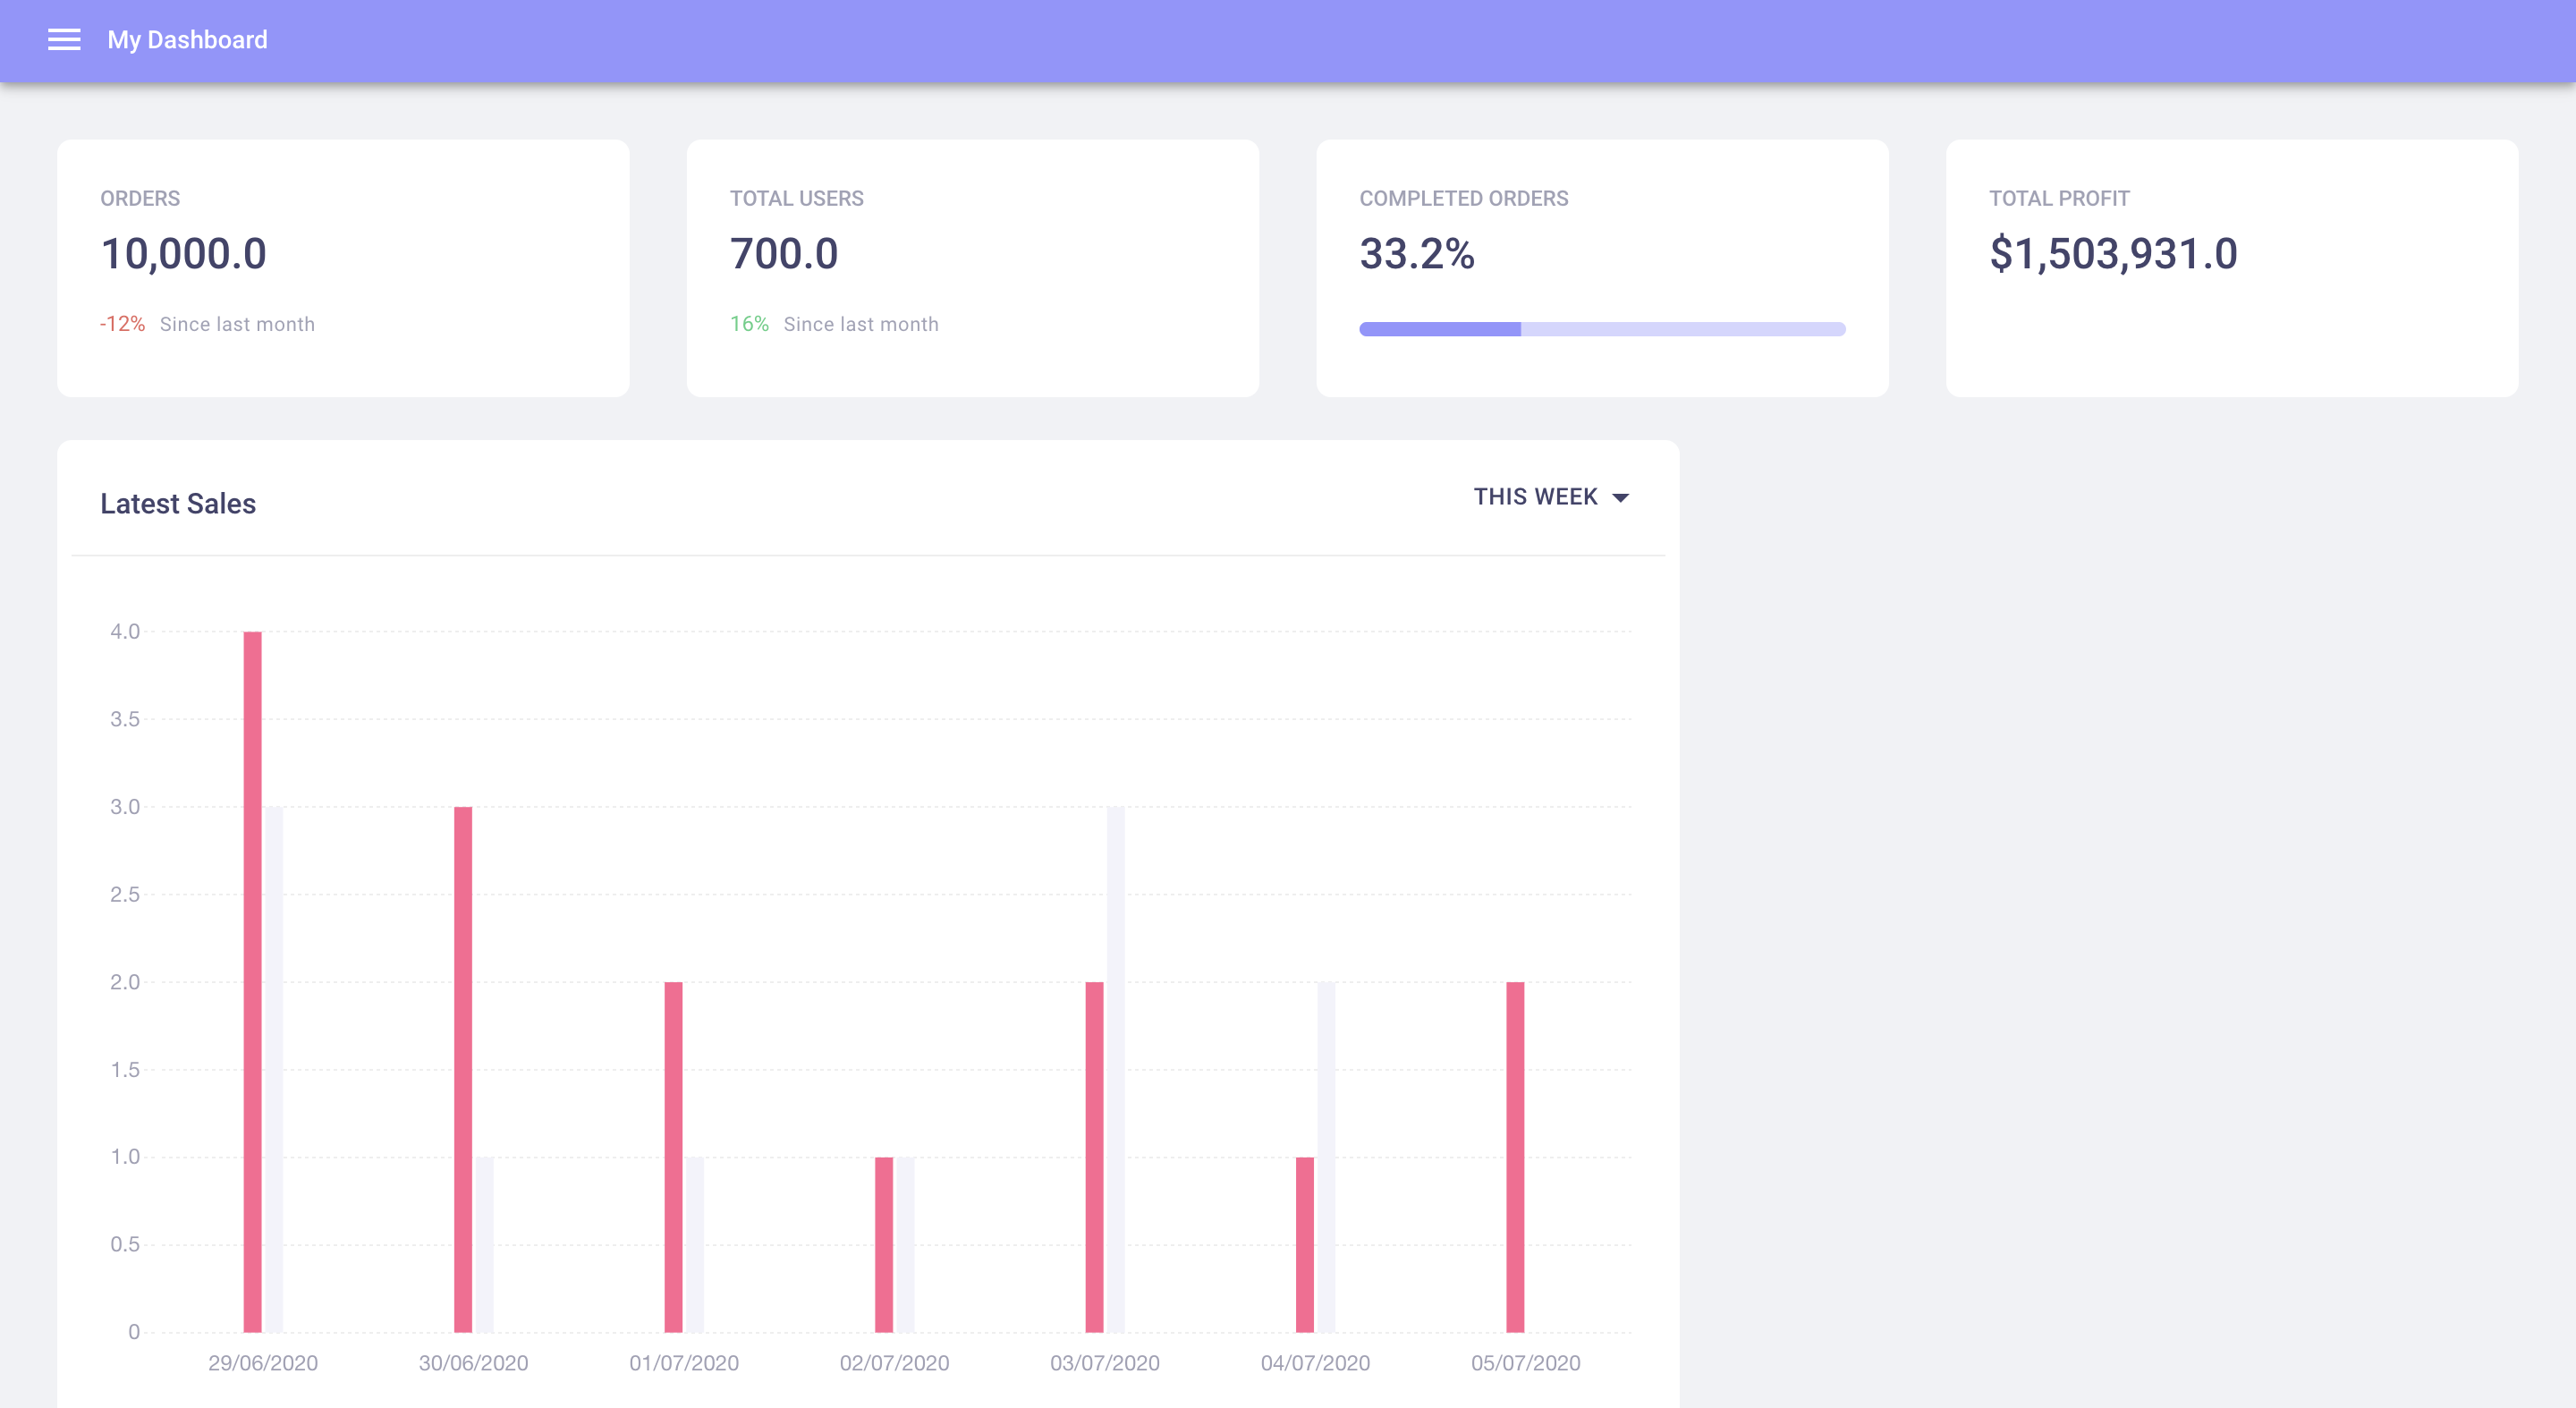 My Dashboard
ORDERS
10,000.0
-12% Since last month
TOTAL USERS
700.0
16% Since last month
COMPLETED ORDERS
33.2%
TOTAL PROFIT
$1,503,931.0
Latest Sales
THIS WEEK
4.0
3.5
3.0
2.5
2.0
1.5
1.0
0.5
0
29/06/2020 30/06/2020 01/07/2020 02/07/2020 03/07/2020 04/07/2020 05/07/2020